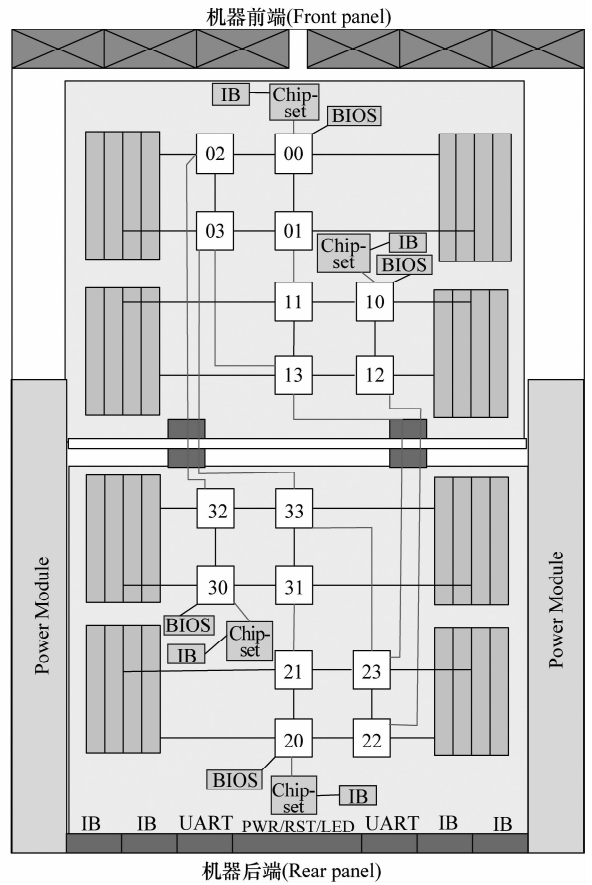 机器前端(Front panel)
IB
Chip-
set
BIOS
02
00
03
01
Chip-
set
IB
BIOS
11
10
13
12
32
33
30
31
BIOS
IB
Chip-
set
21
23
20
22
BIOS
Chip-
set
IB
Power Module
Power Module
IB
IB
UART
PWR/RST/LED
UART
IB
IB
机器后端(Rear panel)